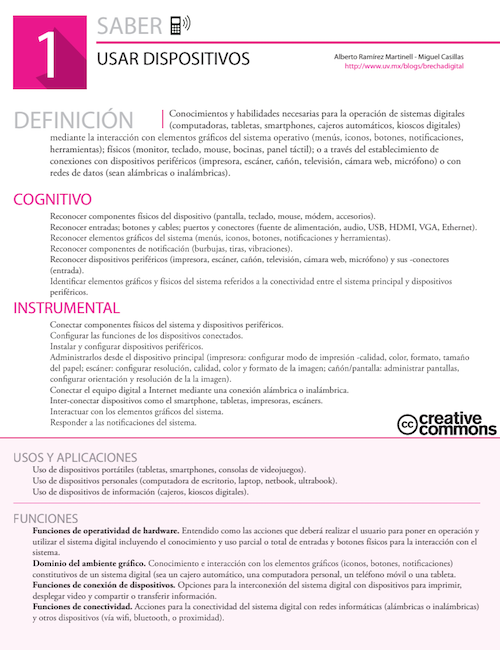 1
SABER
USAR DISPOSITIVOS
Alberto Ramírez Martinell - Miguel Casillas
http://www.uv.mx/blogs/brechadigital
DEFINICIÓN
Conocimientos y habilidades necesarias para la operación de sistemas digitales
(computadoras, tabletas, smartphones, cajeros automáticos, kioscos digitales)
mediante la interacción con elementos gráficos del sistema operativo (menús, iconos, botones, notificaciones,
herramientas); físicos (monitor, teclado, mouse, bocinas, panel táctil); o a través del establecimiento de
conexiones con dispositivos periféricos (impresora, escáner, cañón, televisión, cámara web, micrófono) o con
redes de datos (sean alámbricas o inalámbricas).
COGNITIVO
Reconocer componentes físicos del dispositivo (pantalla, teclado, mouse, módem, accesorios).
Reconocer entradas; botones y cables; puertos y conectores (fuente de alimentación, audio, USB, HDMI, VGA, Ethernet).
Reconocer elementos gráficos del sistema (menús, iconos, botones, notificaciones y herramientas).
Reconocer componentes de notificación (burbujas, tiras, vibraciones).
Reconocer dispositivos periféricos (impresora, escáner, cañón, televisión, cámara web, micrófono) y sus -conectores
(entrada).
Identificar elementos gráficos y físicos del sistema referidos a la conectividad entre el sistema principal y dispositivos
periféricos.
INSTRUMENTAL
Conectar componentes físicos del sistema y dispositivos periféricos.
Configurar las funciones de los dispositivos conectados.
Instalar y configurar dispositivos periféricos.
Administrarlos desde el dispositivo principal (impresora: configurar modo de impresión -calidad, color, formato, tamaño
del papel; escáner: configurar resolución, calidad, color y formato de la imagen; cañón/pantalla: administrar pantallas,
configurar orientación y resolución de la la imagen).
Conectar el equipo digital a Internet mediante una conexión alámbrica o inalámbrica.
Inter-conectar dispositivos como el smartphone, tabletas, impresoras, escáners.
Interactuar con los elementos gráficos del sistema.
Responder a las notificaciones del sistema.
cc creative
commons
USOS Y APLICACIONES
Uso de dispositivos portátiles (tabletas, smartphones, consolas de videojuegos).
Uso de dispositivos personales (computadora de escritorio, laptop, netbook, ultrabook).
Uso de dispositivos de información (cajeros, kioscos digitales).
FUNCIONES
Funciones de operatividad de hardware. Entendido como las acciones que deberá realizar el usuario para poner en operación y
utilizar el sistema digital incluyendo el conocimiento y uso parcial o total de entradas y botones físicos para la interacción con el
sistema.
Dominio del ambiente gráfico. Conocimiento e interacción con los elementos gráficos (iconos, botones, notificaciones)
constitutivos de un sistema digital (sea un cajero automático, una computadora personal, un teléfono móvil o una tableta.
Funciones de conexión de dispositivos. Opciones para la interconexión del sistema digital con dispositivos para imprimir,
desplegar video y compartir o transferir información.
Funciones de conectividad. Acciones para la conectividad del sistema digital con redes informáticas (alámbricas o inalámbricas)
y otros dispositivos (vía wifi, bluetooth, o proximidad).